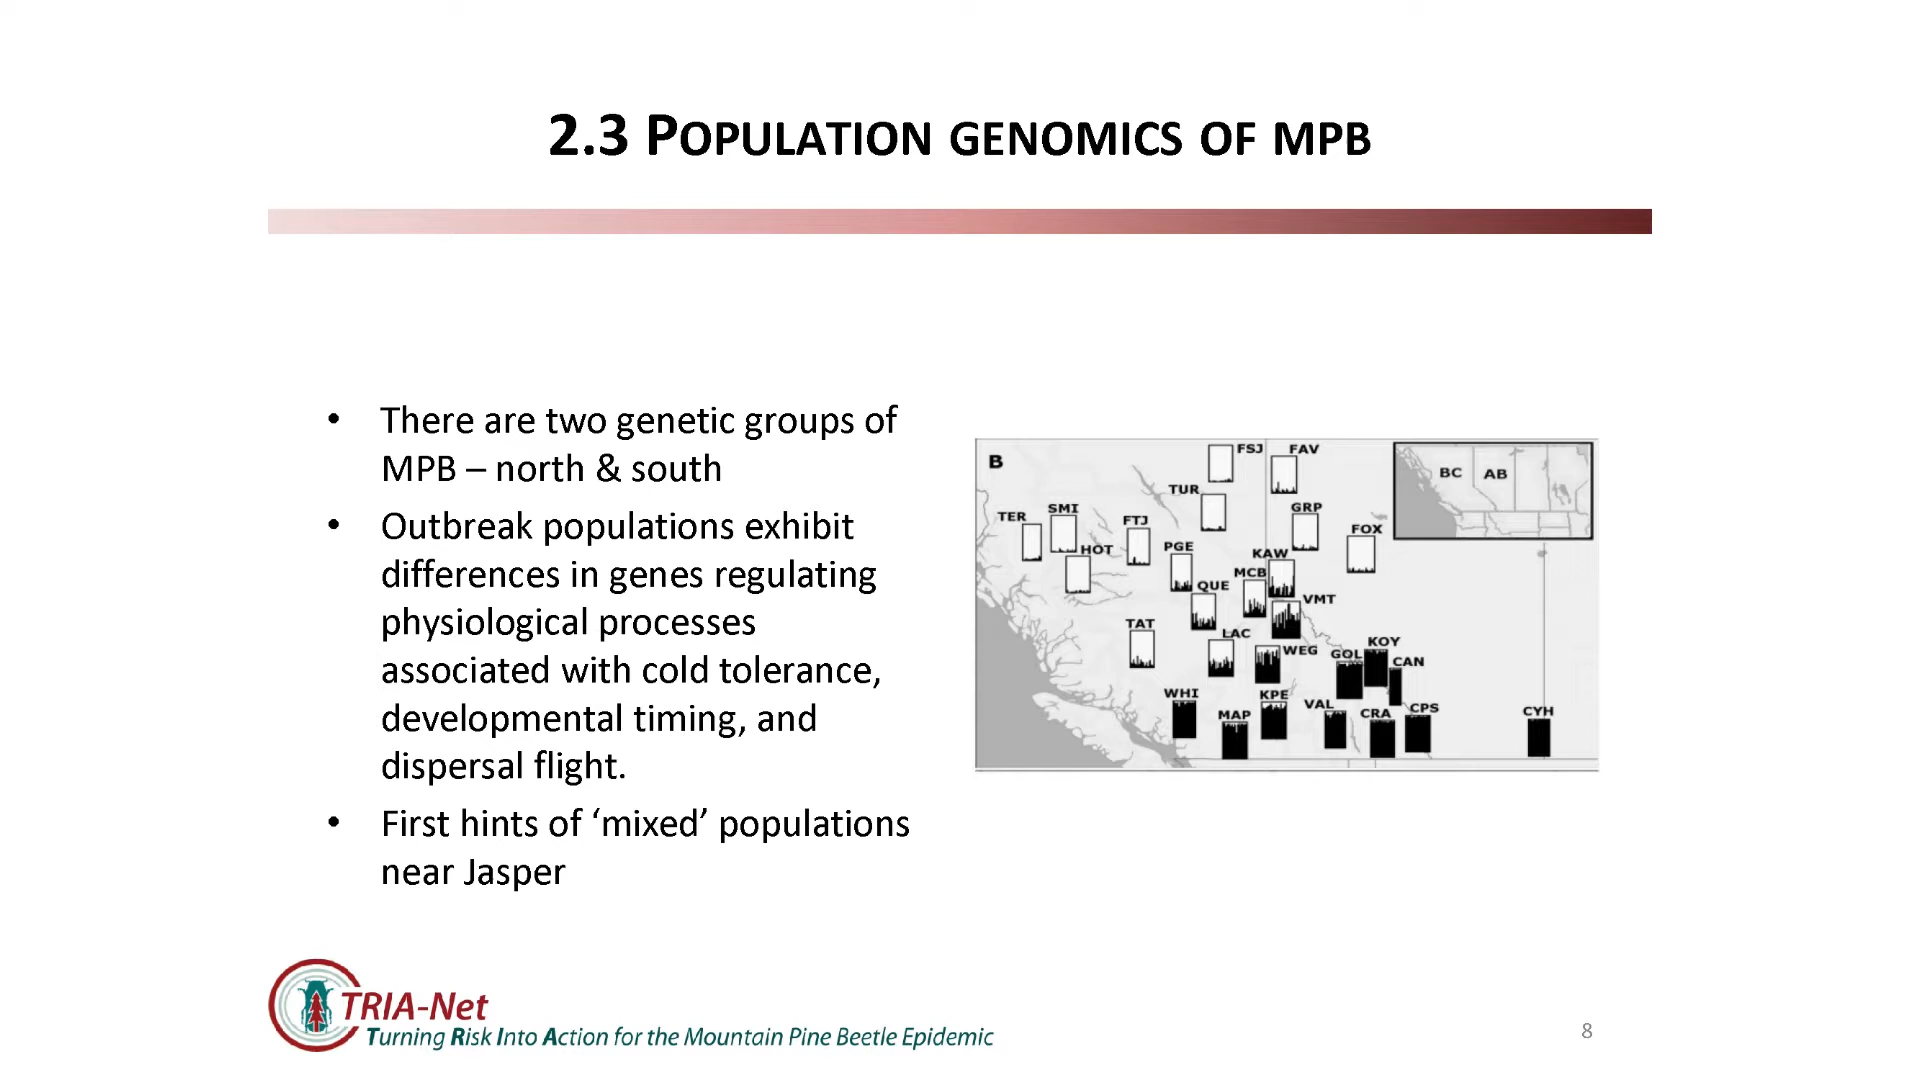 2.3 POPULATION GENOMICS OF MPB
• There are two genetic groups of
MPB – north & south
• Outbreak populations exhibit
differences in genes regulating
physiological processes
associated with cold tolerance,
developmental timing, and
dispersal flight.
• First hints of ‘mixed’ populations
near Jasper
B
FSJ
FAV
BC
AB
TUR
TER
SMI
FTJ
GRP
FOX
HOT
PGE
KAW
MCB
QUE
VMT
TAT
LAC
WEG
GOL
KOY
CAN
WHI
KPE
VAL
MAP
CRA
CPS
CYH
TRIA-Net
Turning Risk Into Action for the Mountain Pine Beetle Epidemic
8